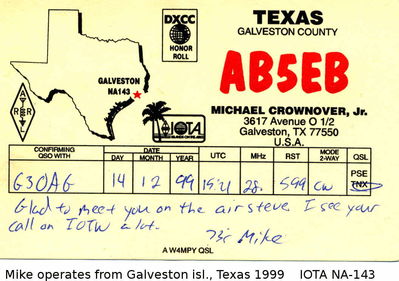 TEXAS
GALVESTON COUNTY
DXCC
HONOR
ROLL
AB5EB
GALVESTON
NA143
ARRL
IOTA
MICHAEL CROWNOVER, Jr.
3617 Avenue O 1/2
Galveston, TX 77550
U.S.A.
CONFIRMING QSO WITH DAY DATE MONTH YEAR UTC MHz RST MODE 2-WAY QSL
G3OAG 14 12 99 1521 28. 599 CW PSE TNX
Glad to meet you on the air steve. I see your
call on IOTW a lot. 73's Mike
A W4MPY QSL
Mike operates from Galveston isl., Texas 1999 IOTA NA-143